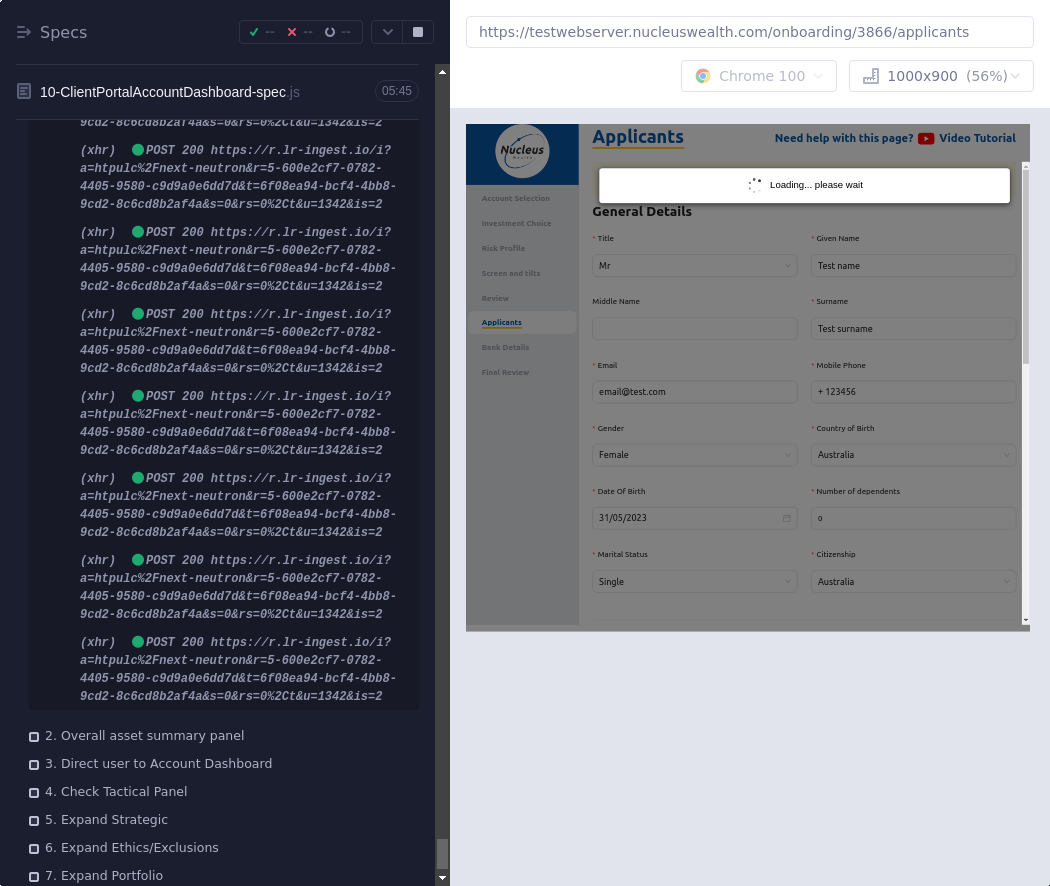 Specs
-- -- --
10-ClientPortalAccountDashboard-spec.js 05:45
9cd2-8c6cd8b2af4a&s=0&rs=0%2Ct&u=1342&is=2
(xhr) POST 200 https://r.lr-ingest.io/i?
a=htpulc%2Fnext-neutron&r=5-600e2cf7-0782-
4405-9580-c9d9a0e6dd7d&t=6f08ea94-bcf4-4bb8-
9cd2-8c6cd8b2af4a&s=0&rs=0%2Ct&u=1342&is=2
(xhr) POST 200 https://r.lr-ingest.io/i?
a=htpulc%2Fnext-neutron&r=5-600e2cf7-0782-
4405-9580-c9d9a0e6dd7d&t=6f08ea94-bcf4-4bb8-
9cd2-8c6cd8b2af4a&s=0&rs=0%2Ct&u=1342&is=2
(xhr) POST 200 https://r.lr-ingest.io/i?
a=htpulc%2Fnext-neutron&r=5-600e2cf7-0782-
4405-9580-c9d9a0e6dd7d&t=6f08ea94-bcf4-4bb8-
9cd2-8c6cd8b2af4a&s=0&rs=0%2Ct&u=1342&is=2
(xhr) POST 200 https://r.lr-ingest.io/i?
a=htpulc%2Fnext-neutron&r=5-600e2cf7-0782-
4405-9580-c9d9a0e6dd7d&t=6f08ea94-bcf4-4bb8-
9cd2-8c6cd8b2af4a&s=0&rs=0%2Ct&u=1342&is=2
(xhr) POST 200 https://r.lr-ingest.io/i?
a=htpulc%2Fnext-neutron&r=5-600e2cf7-0782-
4405-9580-c9d9a0e6dd7d&t=6f08ea94-bcf4-4bb8-
9cd2-8c6cd8b2af4a&s=0&rs=0%2Ct&u=1342&is=2
(xhr) POST 200 https://r.lr-ingest.io/i?
a=htpulc%2Fnext-neutron&r=5-600e2cf7-0782-
4405-9580-c9d9a0e6dd7d&t=6f08ea94-bcf4-4bb8-
9cd2-8c6cd8b2af4a&s=0&rs=0%2Ct&u=1342&is=2
(xhr) POST 200 https://r.lr-ingest.io/i?
a=htpulc%2Fnext-neutron&r=5-600e2cf7-0782-
4405-9580-c9d9a0e6dd7d&t=6f08ea94-bcf4-4bb8-
9cd2-8c6cd8b2af4a&s=0&rs=0%2Ct&u=1342&is=2
2. Overall asset summary panel
3. Direct user to Account Dashboard
4. Check Tactical Panel
5. Expand Strategic
6. Expand Ethics/Exclusions
7. Expand Portfolio
https://testwebserver.nucleuswealth.com/onboarding/3866/applicants
Chrome 100
1000x900 (56%)
Nucleus
Wealth
Account Selection
Investment Choice
Risk Profile
Screen and tilts
Review
Applicants
Bank Details
Final Review
Applicants
Need help with this page? Video Tutorial
Loading... please wait
General Details
* Title * Given Name
Mr Test name
Middle Name * Surname
Test surname
* Email * Mobile Phone
email@test.com + 123456
* Gender * Country of Birth
Female Australia
* Date Of Birth * Number of dependents
31/05/2023 0
* Marital Status * Citizenship
Single Australia